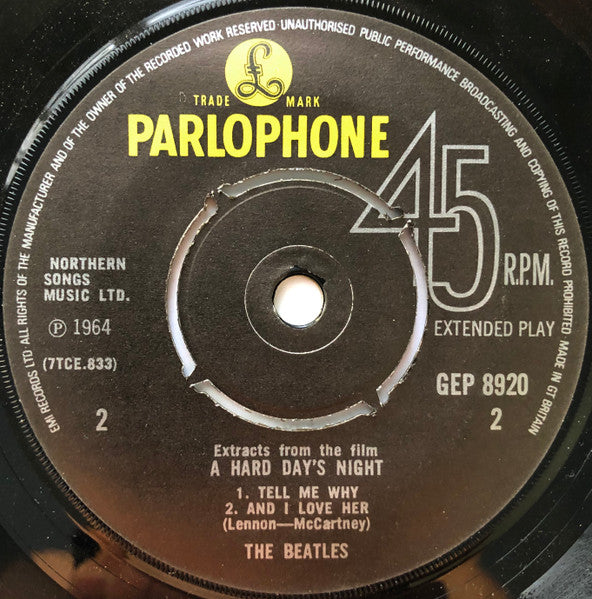 EMI RECORDS LTD ALL RIGHTS OF THE MANUFACTURER AND OF THE OWNER OF THE RECORDED WORK RESERVED·UNAUTHORISED PUBLIC PERFORMANCE BROADCASTING AND COPYING OF THIS RECORD PROHIBITED. MADE IN GT BRITAIN
£
TRADE MARK
PARLOPHONE
45
R.P.M.
EXTENDED PLAY
NORTHERN
SONGS
MUSIC LTD.
℗ 1964
(7TCE.833)
2
GEP 8920
2
Extracts from the film
A HARD DAY'S NIGHT
1. TELL ME WHY
2. AND I LOVE HER
(Lennon—McCartney)
THE BEATLES